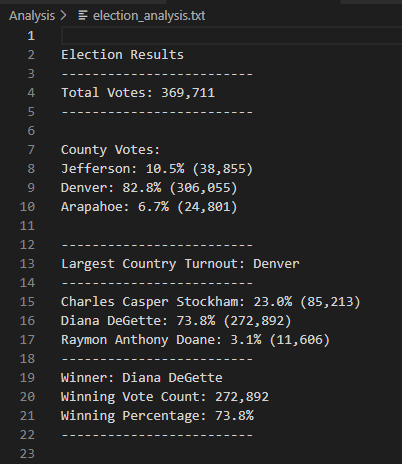 Analysis > election_analysis.txt
1
2 Election Results
3 -------------------------
4 Total Votes: 369,711
5 -------------------------
6
7 County Votes:
8 Jefferson: 10.5% (38,855)
9 Denver: 82.8% (306,055)
10 Arapahoe: 6.7% (24,801)
11
12 -------------------------
13 Largest Country Turnout: Denver
14 -------------------------
15 Charles Casper Stockham: 23.0% (85,213)
16 Diana DeGette: 73.8% (272,892)
17 Raymon Anthony Doane: 3.1% (11,606)
18 -------------------------
19 Winner: Diana DeGette
20 Winning Vote Count: 272,892
21 Winning Percentage: 73.8%
22 -------------------------
23